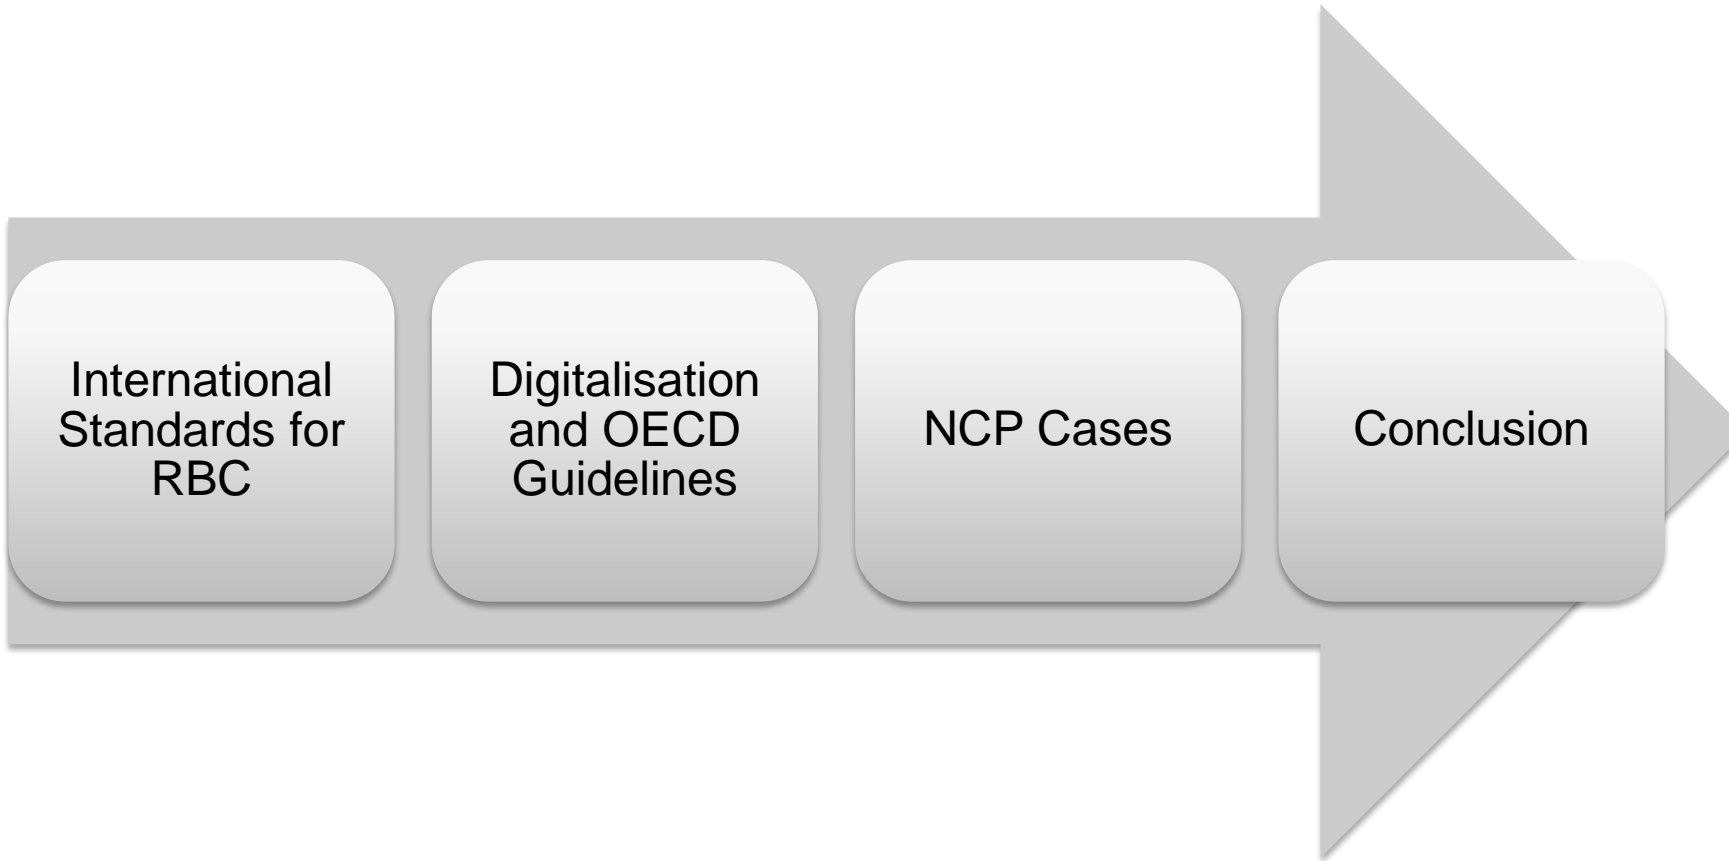 International
Standards for
RBC
Digitalisation
and OECD
Guidelines
NCP Cases
Conclusion